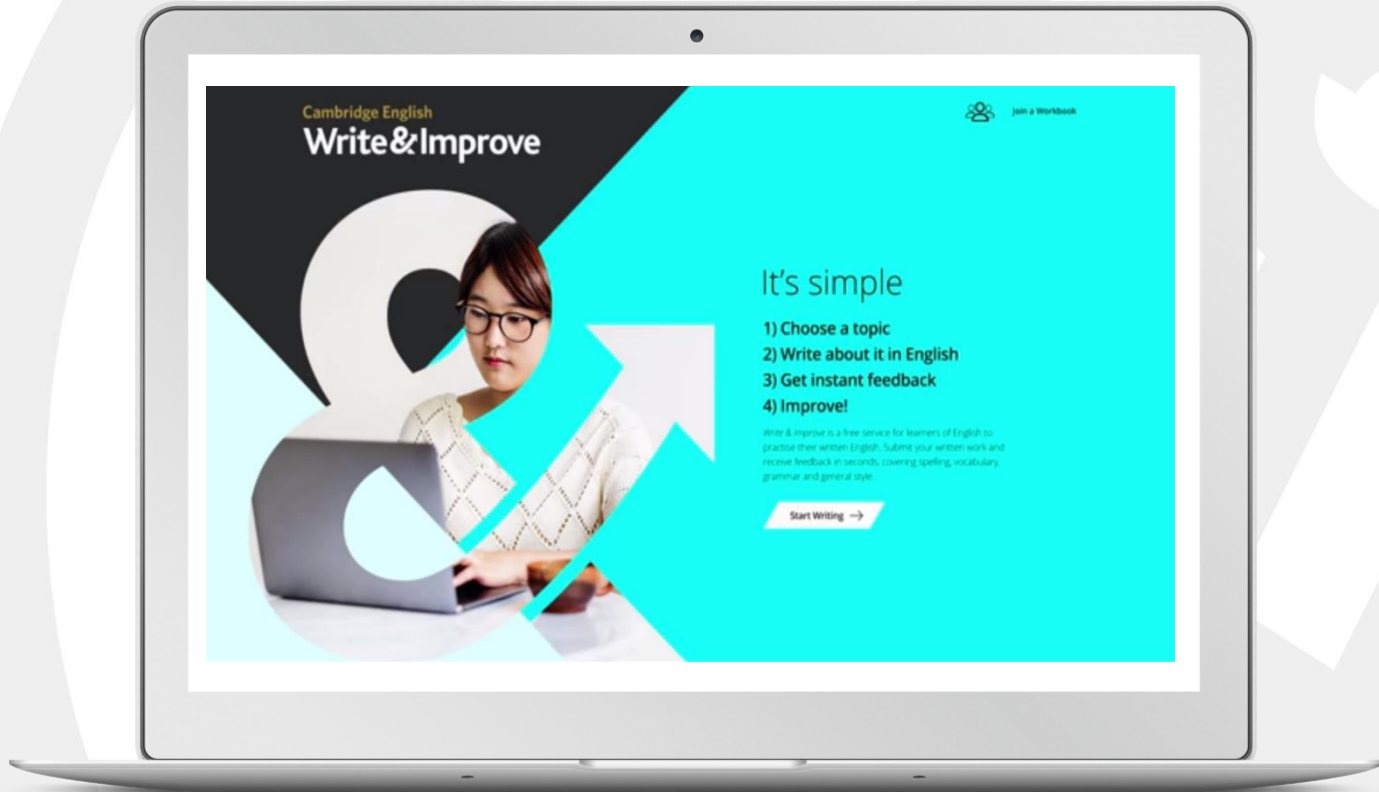 Cambridge English
Write&Improve
Join a Workbook
It's simple
1) Choose a topic
2) Write about it in English
3) Get instant feedback
4) Improve!
Write & Improve is a free service for learners of English to
practise their written English. Submit your written work and
receive feedback in seconds, covering spelling, vocabulary,
grammar and general style.
Start Writing →